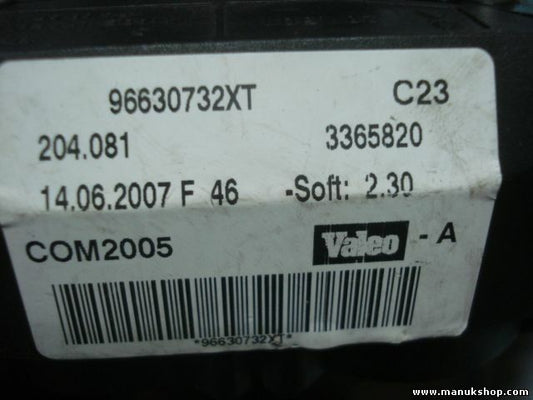 96630732XT C23
204.081 3365820
14.06.2007 F 46 -Soft: 2.30
COM2005 Valeo - A
*96630732XT*
www.manukshop.com